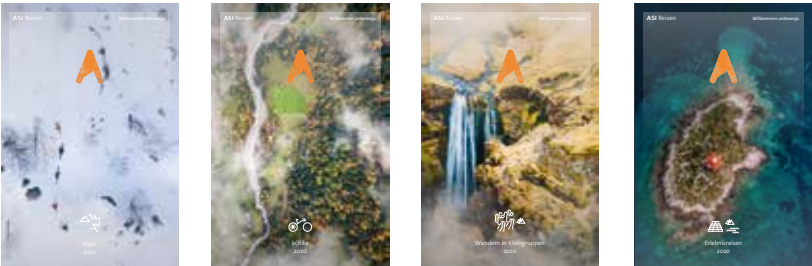 ASI Reisen
Willkommen unterwegs.
Alpin
2020
ASI Reisen
Willkommen unterwegs.
(e)Bike
2020
ASI Reisen
Willkommen unterwegs.
Wandern in Kleingruppen
2020
ASI Reisen
Willkommen unterwegs.
Erlebnisreisen
2020